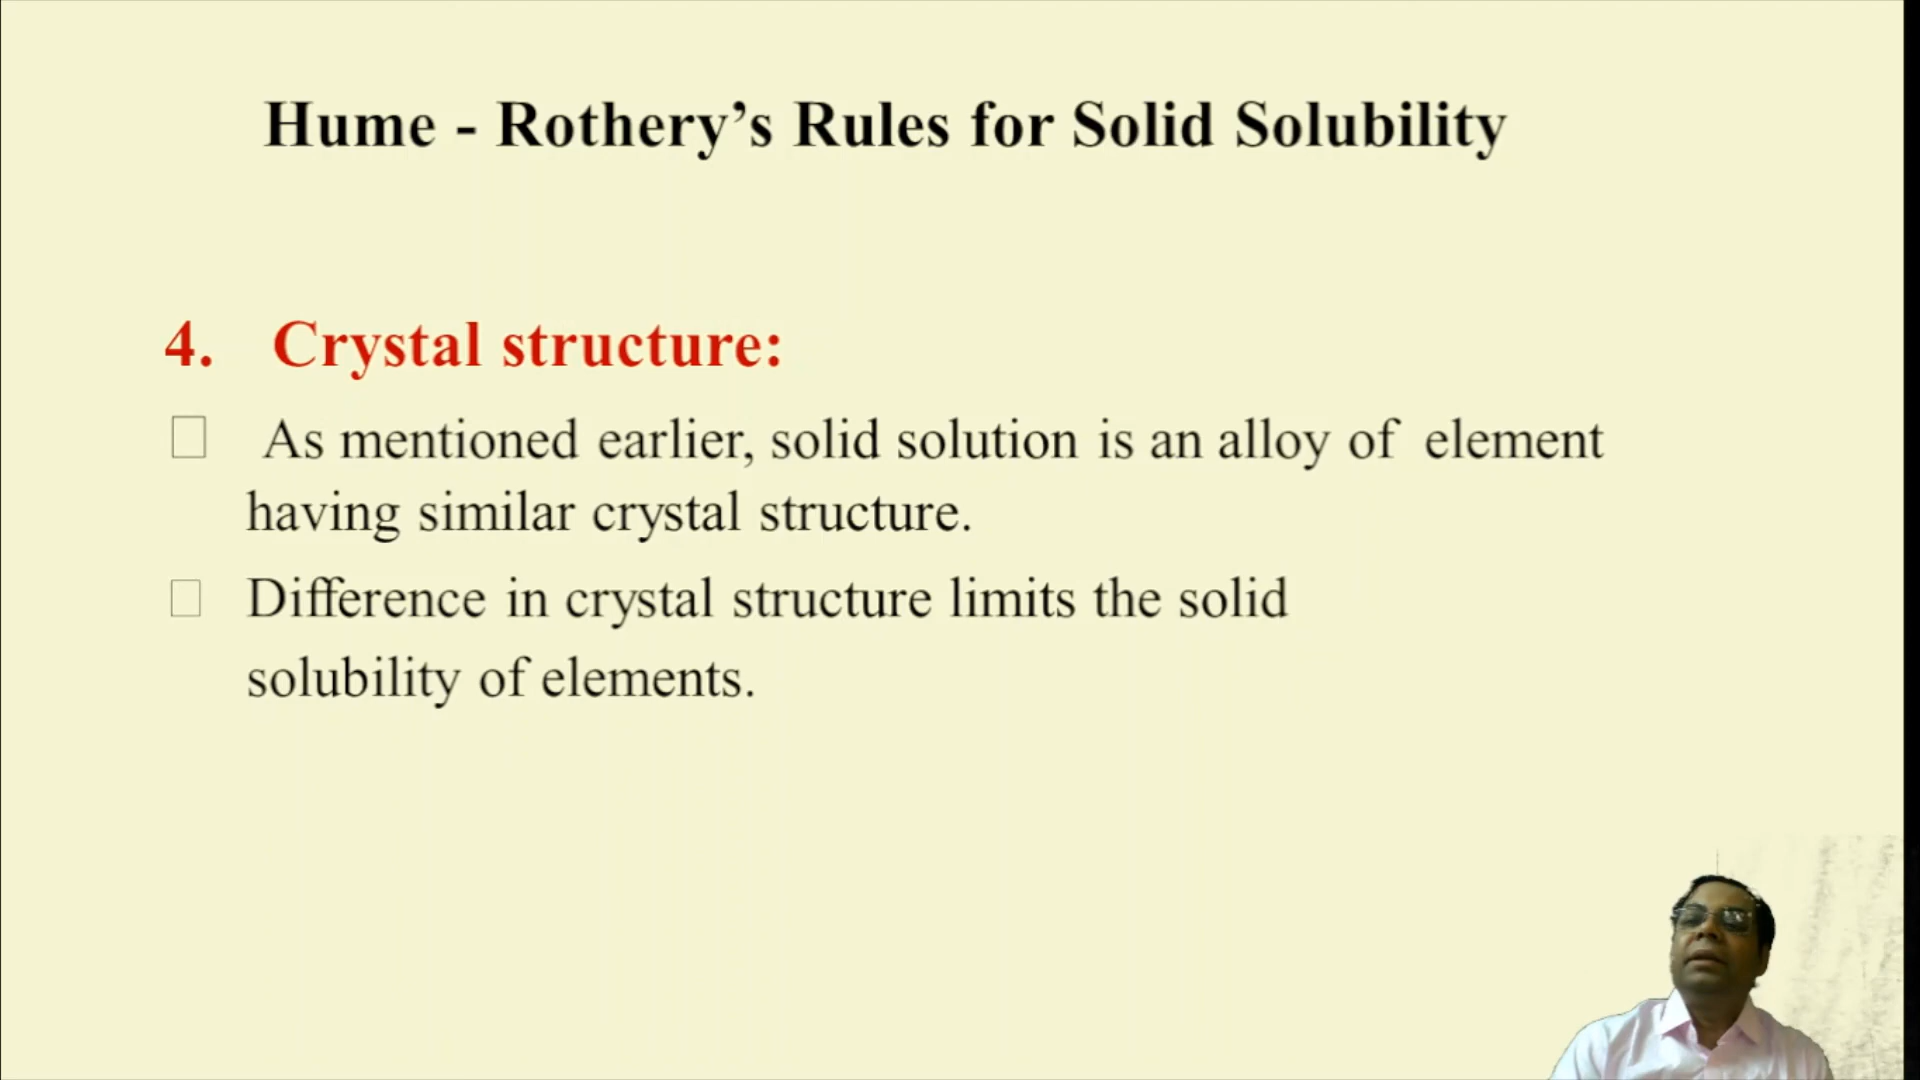 Hume - Rothery’s Rules for Solid Solubility
4. Crystal structure:
As mentioned earlier, solid solution is an alloy of element
having similar crystal structure.
Difference in crystal structure limits the solid
solubility of elements.